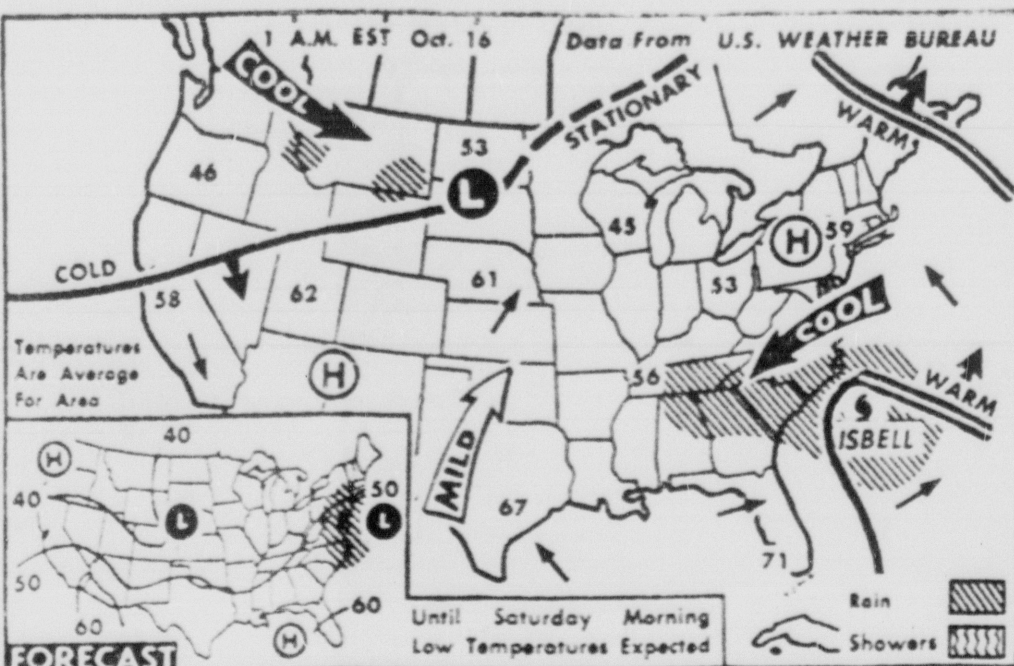 1 A.M. EST Oct. 16 Data From U.S. WEATHER BUREAU
COOL
STATIONARY
WARM
53
46
L
45
H 59
COLD
58
62
61
53
COOL
Temperatures
Are Average
For Area
H
56
WARM
ISBELL
MILD
67
71
40
H
40
50
L
L
50
60
60
H
FORECAST
Until Saturday Morning
Low Temperatures Expected
Rain
Showers